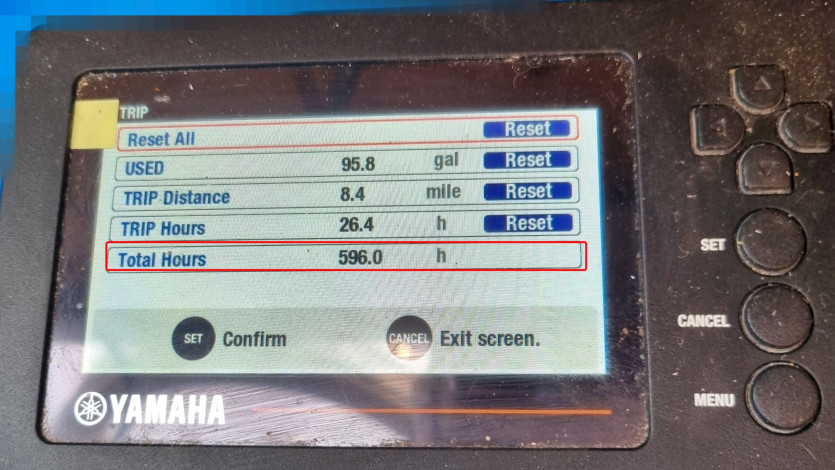 TRIP
Reset All Reset
USED 95.8 gal Reset
TRIP Distance 8.4 mile Reset
TRIP Hours 26.4 h Reset
Total Hours 596.0 h
SET Confirm CANCEL Exit screen.
YAMAHA
SET
CANCEL
MENU